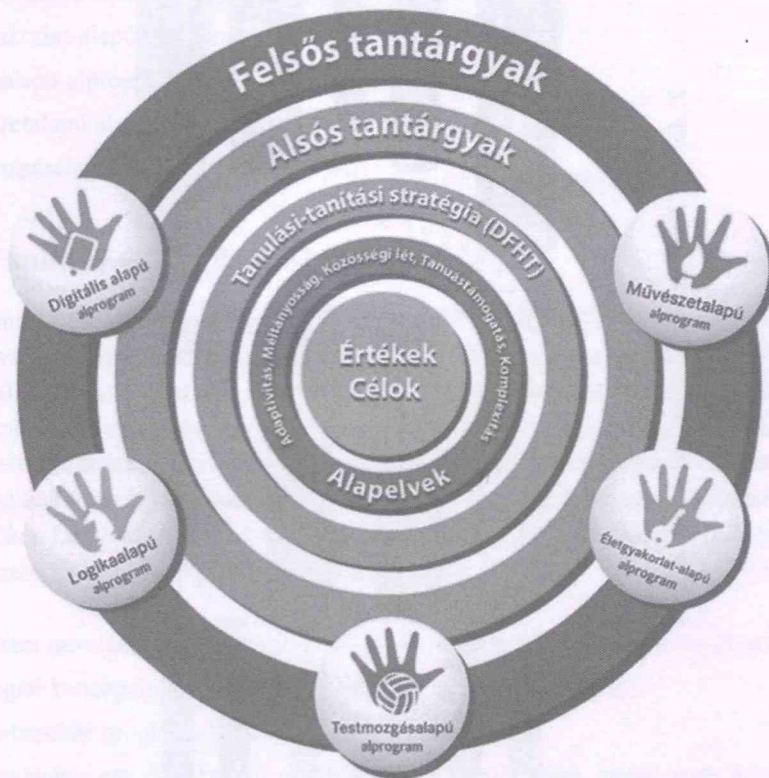 Felsős tantárgyak
Alsós tantárgyak
Tanulási-tanítási stratégia (DFHT)
Adaptivitás, Méltányosság, Közösségi lét, Tanuástámogatás, Komplexitás
Értékek
Célok
Alapelvek
Digitális alapú
alprogram
Művészetalapú
alprogram
Logikaalapú
alprogram
Életgyakorlat-alapú
alprogram
Testmozgásalapú
alprogram